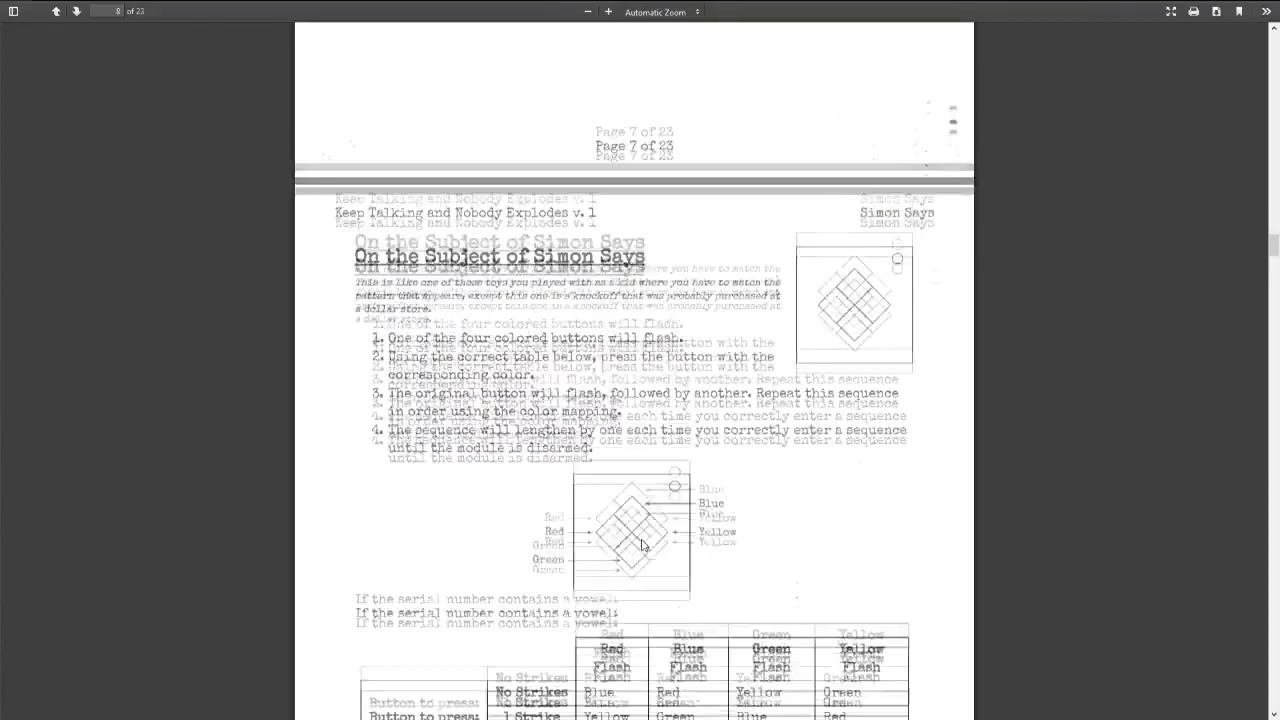 8 of 23
Automatic Zoom
Page 7 of 23
Keep Talking and Nobody Explodes v. 1
Simon Says
On the Subject of Simon Says
This is like one of those toys you played with as a kid where you have to match the
pattern that appears, except this one is a knockoff that was probably purchased at
a dollar store.
1. One of the four colored buttons will flash.
2. Using the correct table below, press the button with the
corresponding color.
3. The original button will flash, followed by another. Repeat this sequence
in order using the color mapping.
4. The sequence will lengthen by one each time you correctly enter a sequence
until the module is disarmed.
Blue
Red
Yellow
Green
If the serial number contains a vowel:
Red Blue Green Yellow
Flash Flash Flash Flash
No Strikes Blue Red Yellow Green
Button to press: 1 Strike Yellow Green Blue Red